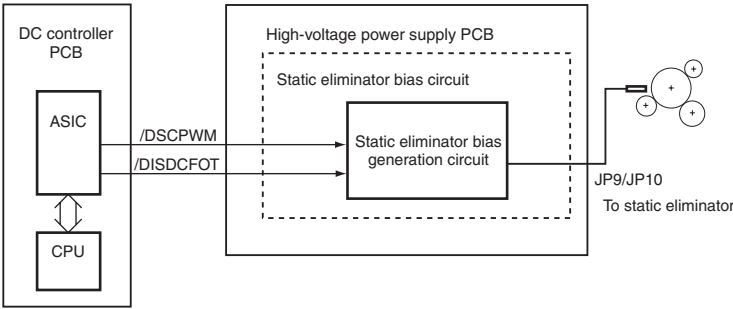 DC controller
PCB
ASIC
CPU
/DSCPWM
/DISDCFOT
High-voltage power supply PCB
Static eliminator bias circuit
Static eliminator bias
generation circuit
JP9/JP10
To static eliminator